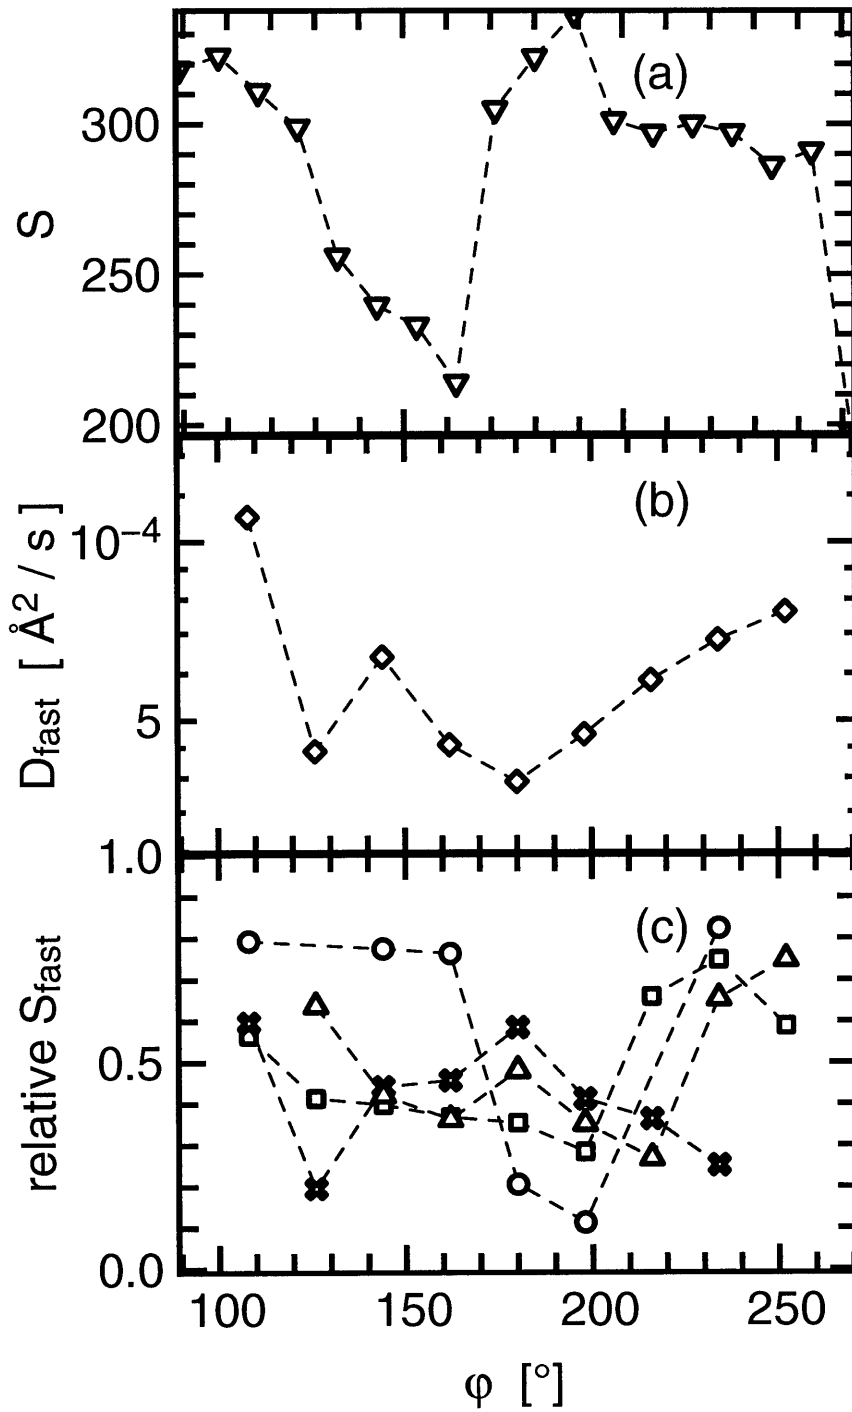 (a)
300
250
200
S
(b)
10⁻⁴
5
D_fast [ Å² / s ]
(c)
1.0
0.5
0.0
relative S_fast
100 150 200 250
φ [°]